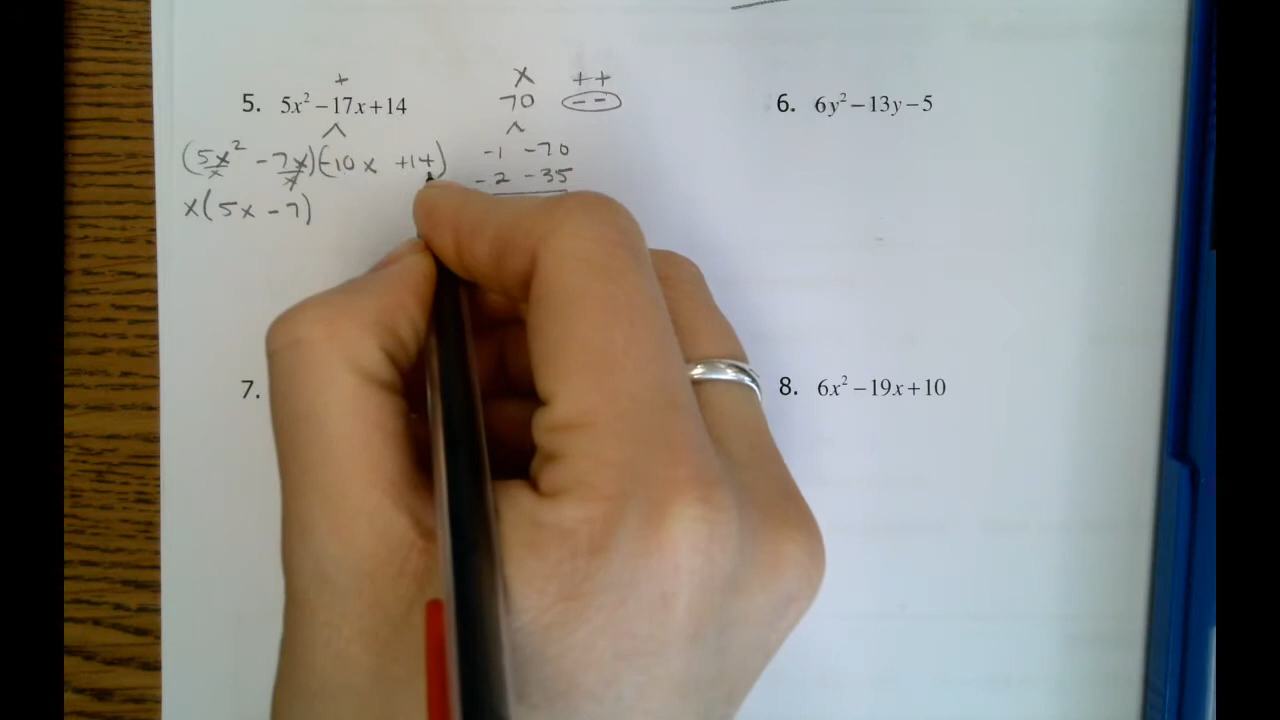 +
5. 5x² − 17x + 14
× ++
70 − −
(5x² − 7x)(−10x + 14)
x x
-1 -70
-2 -35
x(5x − 7)
6. 6y² − 13y − 5
7.
8. 6x² − 19x + 10